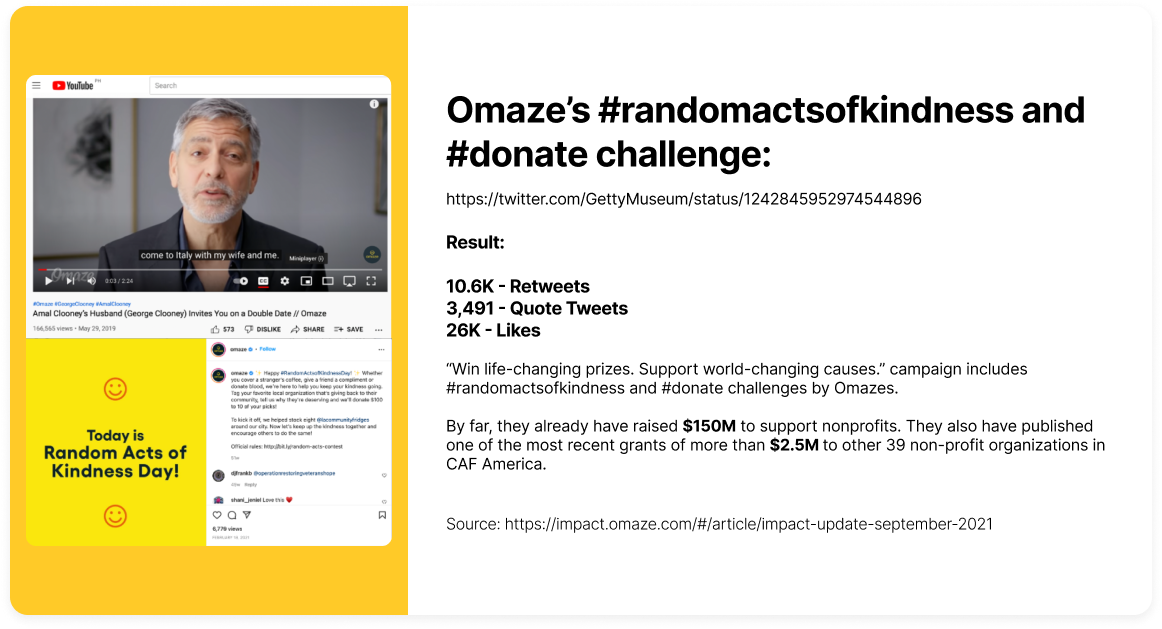 YouTube PH
Search
come to Italy with my wife and me.
Miniplayer (i)
Omaze
0:03 / 2:24
CC
#Omaze #GeorgeClooney #AmalClooney
Amal Clooney's Husband (George Clooney) Invites You on a Double Date // Omaze
166,565 views • May 29, 2019
573 DISLIKE SHARE SAVE
Today is
Random Acts of
Kindness Day!
omaze • Follow
omaze ✨ Happy #RandomActsofKindnessDay! ✨ Whether
you cover a stranger's coffee, give a friend a compliment or
donate blood, we're here to help you keep your kindness going.
Tag your favorite local organization that's giving back to their
community, tell us why they're deserving and we'll donate $100
to 10 of your picks!
To kick it off, we helped stock eight @lacommunityfridges
around our city. Now let's keep up the kindness together and
encourage others to do the same!
Official rules: http://bit.ly/random-acts-contest
51w
djfrankb @operationrestoringveteranshope
Reply
shani_jeniel Love this ❤️
6,779 views
FEBRUARY 16, 2021
Omaze’s #randomactsofkindness and
#donate challenge:
https://twitter.com/GettyMuseum/status/1242845952974544896
Result:
10.6K - Retweets
3,491 - Quote Tweets
26K - Likes
“Win life-changing prizes. Support world-changing causes.” campaign includes
#randomactsofkindness and #donate challenges by Omazes.
By far, they already have raised $150M to support nonprofits. They also have published
one of the most recent grants of more than $2.5M to other 39 non-profit organizations in
CAF America.
Source: https://impact.omaze.com/#/article/impact-update-september-2021